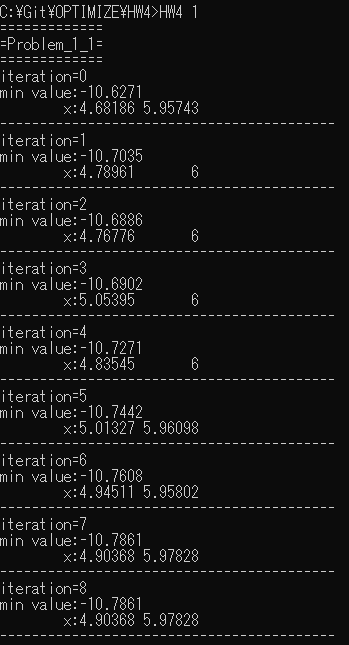 C:¥Git¥OPTIMIZE¥HW4>HW4 1
=============
=Problem_1_1=
=============
iteration=0
min value:-10.6271
x:4.68186 5.95743
------------------------------------
iteration=1
min value:-10.7035
x:4.78961 6
------------------------------------
iteration=2
min value:-10.6886
x:4.76776 6
------------------------------------
iteration=3
min value:-10.6902
x:5.05395 6
------------------------------------
iteration=4
min value:-10.7271
x:4.83545 6
------------------------------------
iteration=5
min value:-10.7442
x:5.01327 5.96098
------------------------------------
iteration=6
min value:-10.7608
x:4.94511 5.95802
------------------------------------
iteration=7
min value:-10.7861
x:4.90368 5.97828
------------------------------------
iteration=8
min value:-10.7861
x:4.90368 5.97828
------------------------------------